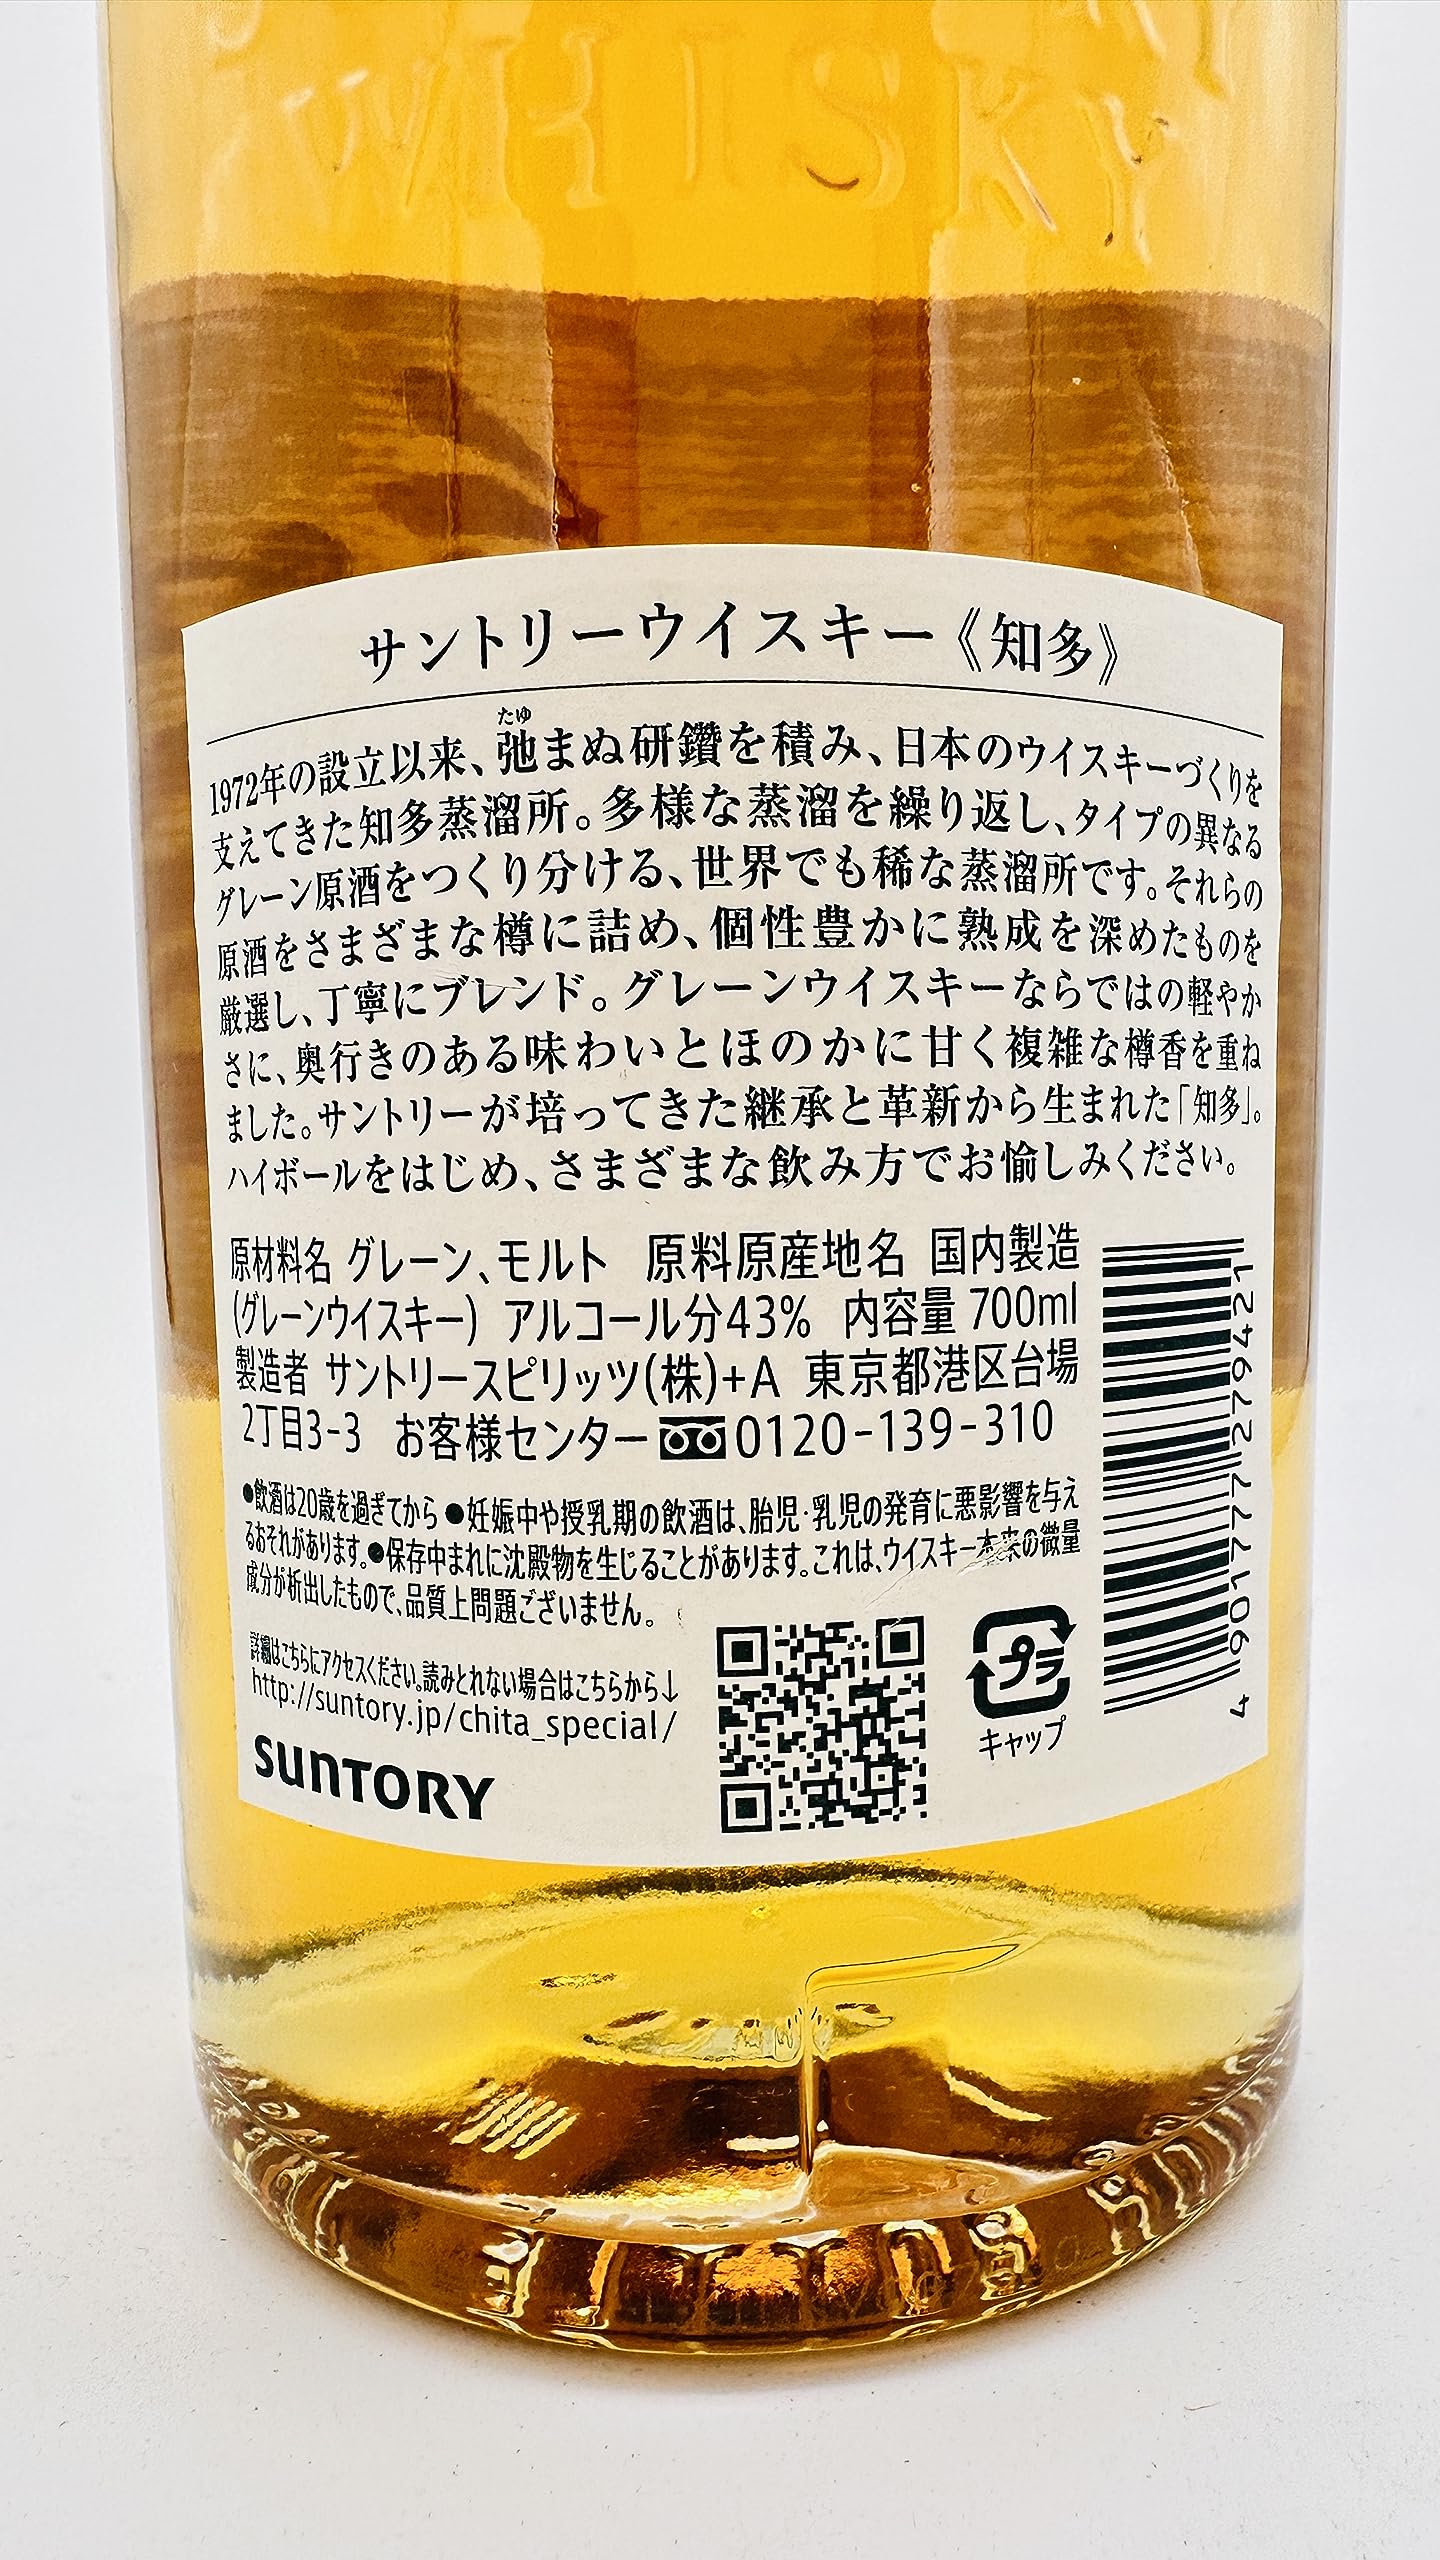 WHISKY
サントリーウイスキー《知多》
たゆ
1972年の設立以来、弛まぬ研鑽を積み、日本のウイスキーづくりを
支えてきた知多蒸溜所。多様な蒸溜を繰り返し、タイプの異なる
グレーン原酒をつくり分ける、世界でも稀な蒸溜所です。それらの
原酒をさまざまな樽に詰め、個性豊かに熟成を深めたものを
厳選し、丁寧にブレンド。グレーンウイスキーならではの軽やか
さに、奥行きのある味わいとほのかに甘く複雑な樽香を重ね
ました。サントリーが培ってきた継承と革新から生まれた「知多」。
ハイボールをはじめ、さまざまな飲み方でお愉しみください。
原材料名 グレーン、モルト 原料原産地名 国内製造
(グレーンウイスキー) アルコール分43% 内容量 700ml
製造者 サントリースピリッツ(株)+A 東京都港区台場
2丁目3-3 お客様センター 0120-139-310
●飲酒は20歳を過ぎてから ●妊娠中や授乳期の飲酒は、胎児・乳児の発育に悪影響を与え
るおそれがあります。●保存中まれに沈殿物を生じることがあります。これは、ウイスキー本来の微量
成分が析出したもので、品質上問題ございません。
詳細はこちらにアクセスください。読みとれない場合はこちらから↓
http://suntory.jp/chita_special/
SUNTORY
プラ
キャップ
4 901777 279421